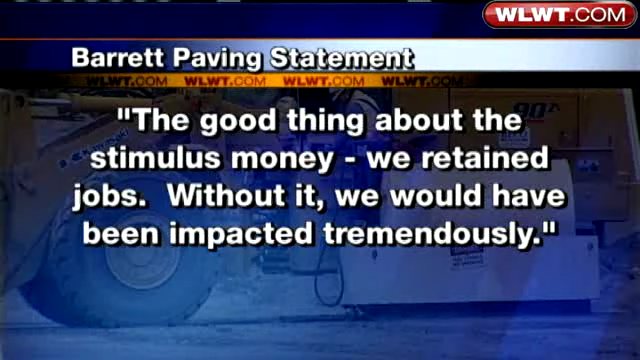 WLWT.COM
Barrett Paving Statement
WLWT.COM WLWT.COM WLWT.COM WLWT.COM
"The good thing about the
stimulus money - we retained
jobs. Without it, we would have
been impacted tremendously."
Kawasaki